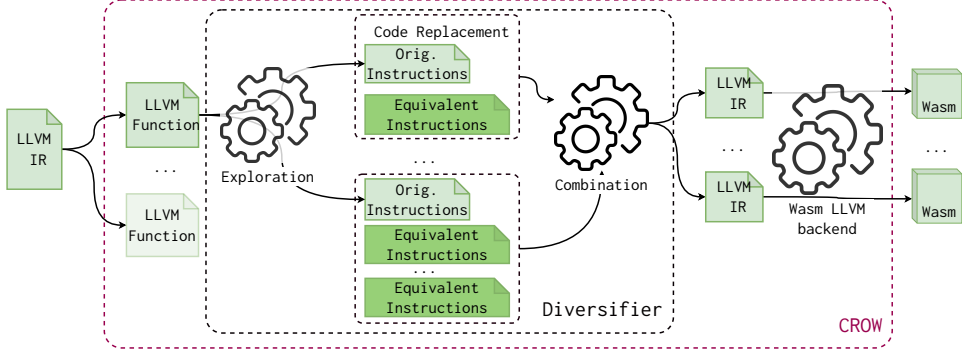 LLVM
IR
LLVM
Function
...
LLVM
Function
Exploration
Code Replacement
Orig.
Instructions
Equivalent
Instructions
...
Orig.
Instructions
Equivalent
Instructions
...
Equivalent
Instructions
Combination
Diversifier
LLVM
IR
...
LLVM
IR
Wasm LLVM
backend
CROW
Wasm
...
Wasm